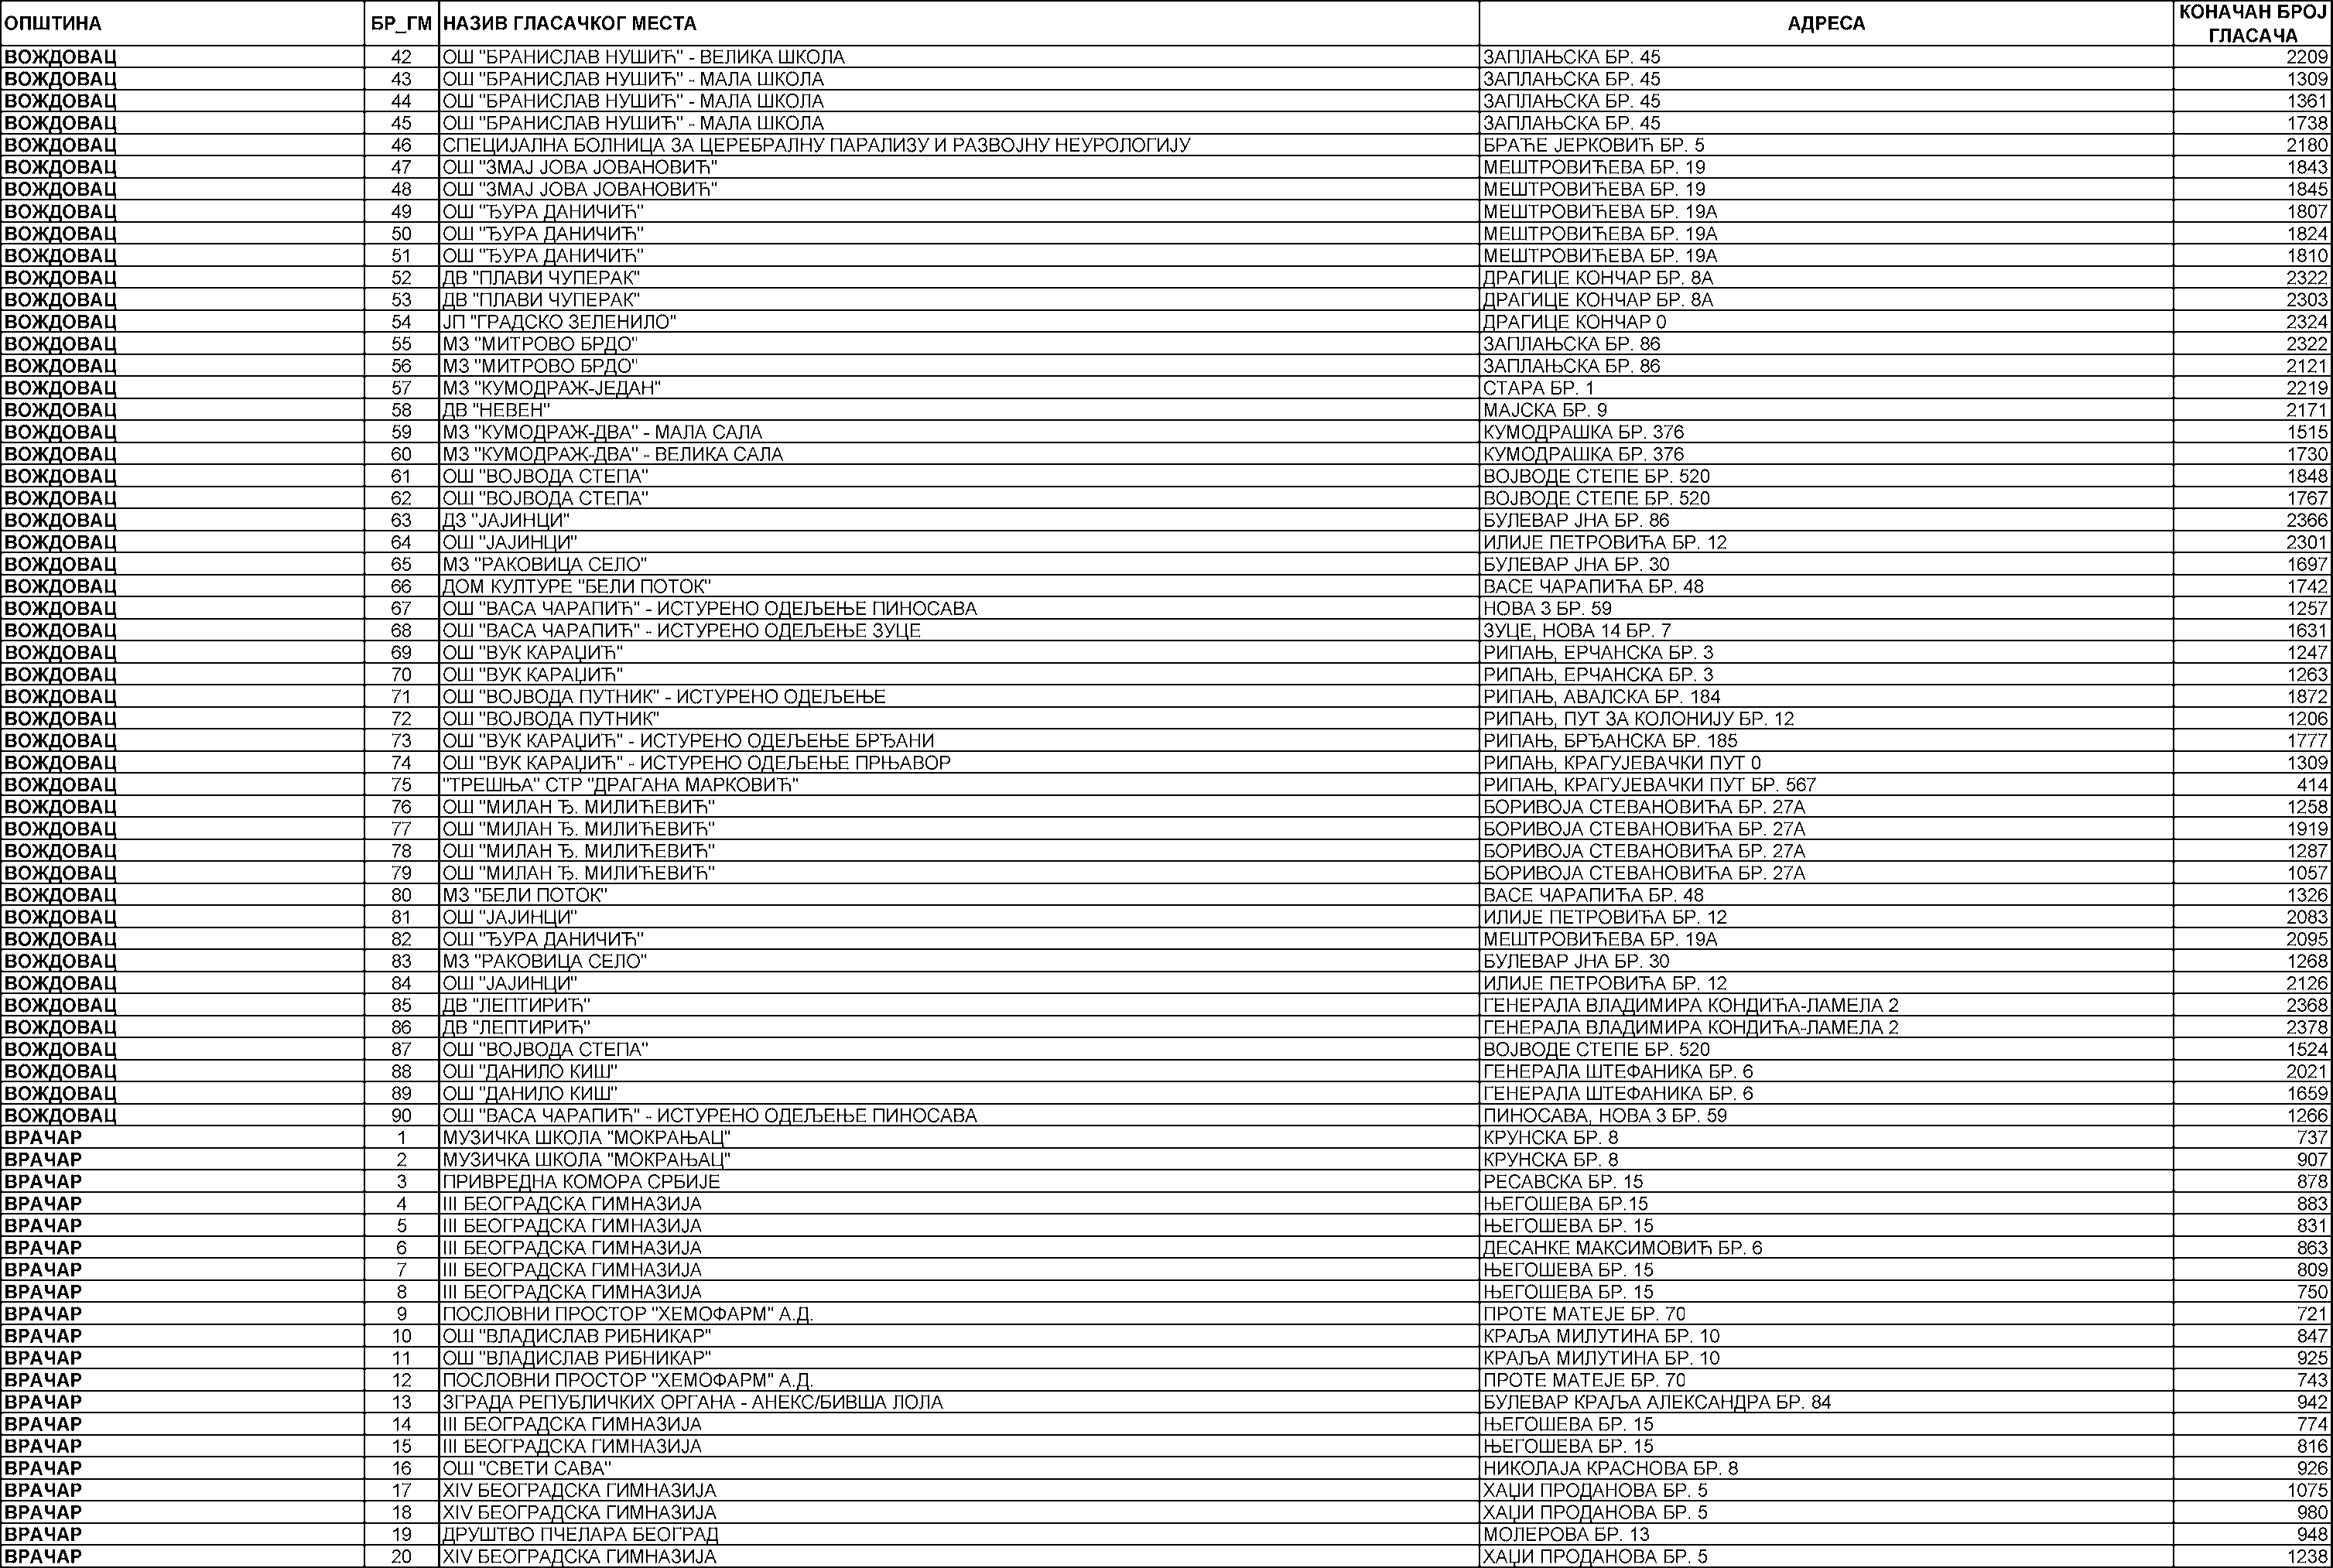 ОПШТИНА БР_ГМ НАЗИВ ГЛАСАЧКОГ МЕСТА АДРЕСА КОНАЧАН БРОЈ ГЛАСАЧА
ВОЖДОВАЦ 42 ОШ "БРАНИСЛАВ НУШИЋ" - ВЕЛИКА ШКОЛА ЗАПЛАЊСКА БР. 45 2209
ВОЖДОВАЦ 43 ОШ "БРАНИСЛАВ НУШИЋ" - МАЛА ШКОЛА ЗАПЛАЊСКА БР. 45 1309
ВОЖДОВАЦ 44 ОШ "БРАНИСЛАВ НУШИЋ" - МАЛА ШКОЛА ЗАПЛАЊСКА БР. 45 1361
ВОЖДОВАЦ 45 ОШ "БРАНИСЛАВ НУШИЋ" - МАЛА ШКОЛА ЗАПЛАЊСКА БР. 45 1738
ВОЖДОВАЦ 46 СПЕЦИЈАЛНА БОЛНИЦА ЗА ЦЕРЕБРАЛНУ ПАРАЛИЗУ И РАЗВОЈНУ НЕУРОЛОГИЈУ БРАЋЕ ЈЕРКОВИЋ БР. 5 2180
ВОЖДОВАЦ 47 ОШ "ЗМАЈ ЈОВА ЈОВАНОВИЋ" МЕШТРОВИЋЕВА БР. 19 1843
ВОЖДОВАЦ 48 ОШ "ЗМАЈ ЈОВА ЈОВАНОВИЋ" МЕШТРОВИЋЕВА БР. 19 1845
ВОЖДОВАЦ 49 ОШ "ЂУРА ДАНИЧИЋ" МЕШТРОВИЋЕВА БР. 19А 1807
ВОЖДОВАЦ 50 ОШ "ЂУРА ДАНИЧИЋ" МЕШТРОВИЋЕВА БР. 19А 1824
ВОЖДОВАЦ 51 ОШ "ЂУРА ДАНИЧИЋ" МЕШТРОВИЋЕВА БР. 19А 1810
ВОЖДОВАЦ 52 ДВ "ПЛАВИ ЧУПЕРАК" ДРАГИЦЕ КОНЧАР БР. 8А 2322
ВОЖДОВАЦ 53 ДВ "ПЛАВИ ЧУПЕРАК" ДРАГИЦЕ КОНЧАР БР. 8А 2303
ВОЖДОВАЦ 54 ЈП "ГРАДСКО ЗЕЛЕНИЛО" ДРАГИЦЕ КОНЧАР 0 2324
ВОЖДОВАЦ 55 МЗ "МИТРОВО БРДО" ЗАПЛАЊСКА БР. 86 2322
ВОЖДОВАЦ 56 МЗ "МИТРОВО БРДО" ЗАПЛАЊСКА БР. 86 2121
ВОЖДОВАЦ 57 МЗ "КУМОДРАЖ-ЈЕДАН" СТАРА БР. 1 2219
ВОЖДОВАЦ 58 ДВ "НЕВЕН" МАЈСКА БР. 9 2171
ВОЖДОВАЦ 59 МЗ "КУМОДРАЖ-ДВА" - МАЛА САЛА КУМОДРАШКА БР. 376 1515
ВОЖДОВАЦ 60 МЗ "КУМОДРАЖ-ДВА" - ВЕЛИКА САЛА КУМОДРАШКА БР. 376 1730
ВОЖДОВАЦ 61 ОШ "ВОЈВОДА СТЕПА" ВОЈВОДЕ СТЕПЕ БР. 520 1848
ВОЖДОВАЦ 62 ОШ "ВОЈВОДА СТЕПА" ВОЈВОДЕ СТЕПЕ БР. 520 1767
ВОЖДОВАЦ 63 ДЗ "ЈАЈИНЦИ" БУЛЕВАР ЈНА БР. 86 2366
ВОЖДОВАЦ 64 ОШ "ЈАЈИНЦИ" ИЛИЈЕ ПЕТРОВИЋА БР. 12 2301
ВОЖДОВАЦ 65 МЗ "РАКОВИЦА СЕЛО" БУЛЕВАР ЈНА БР. 30 1697
ВОЖДОВАЦ 66 ДОМ КУЛТУРЕ "БЕЛИ ПОТОК" ВАСЕ ЧАРАПИЋА БР. 48 1742
ВОЖДОВАЦ 67 ОШ "ВАСА ЧАРАПИЋ" - ИСТУРЕНО ОДЕЉЕЊЕ ПИНОСАВА НОВА 3 БР. 59 1257
ВОЖДОВАЦ 68 ОШ "ВАСА ЧАРАПИЋ" - ИСТУРЕНО ОДЕЉЕЊЕ ЗУЦЕ ЗУЦЕ, НОВА 14 БР. 7 1631
ВОЖДОВАЦ 69 ОШ "ВУК КАРАЏИЋ" РИПАЊ, ЕРЧАНСКА БР. 3 1247
ВОЖДОВАЦ 70 ОШ "ВУК КАРАЏИЋ" РИПАЊ, ЕРЧАНСКА БР. 3 1263
ВОЖДОВАЦ 71 ОШ "ВОЈВОДА ПУТНИК" - ИСТУРЕНО ОДЕЉЕЊЕ РИПАЊ, АВАЛСКА БР. 184 1872
ВОЖДОВАЦ 72 ОШ "ВОЈВОДА ПУТНИК" РИПАЊ, ПУТ ЗА КОЛОНИЈУ БР. 12 1206
ВОЖДОВАЦ 73 ОШ "ВУК КАРАЏИЋ" - ИСТУРЕНО ОДЕЉЕЊЕ БРЂАНИ РИПАЊ, БРЂАНСКА БР. 185 1777
ВОЖДОВАЦ 74 ОШ "ВУК КАРАЏИЋ" - ИСТУРЕНО ОДЕЉЕЊЕ ПРЊАВОР РИПАЊ, КРАГУЈЕВАЧКИ ПУТ 0 1309
ВОЖДОВАЦ 75 "ТРЕШЊА" СТР "ДРАГАНА МАРКОВИЋ" РИПАЊ, КРАГУЈЕВАЧКИ ПУТ БР. 567 414
ВОЖДОВАЦ 76 ОШ "МИЛАН Ђ. МИЛИЋЕВИЋ" БОРИВОЈА СТЕВАНОВИЋА БР. 27А 1258
ВОЖДОВАЦ 77 ОШ "МИЛАН Ђ. МИЛИЋЕВИЋ" БОРИВОЈА СТЕВАНОВИЋА БР. 27А 1919
ВОЖДОВАЦ 78 ОШ "МИЛАН Ђ. МИЛИЋЕВИЋ" БОРИВОЈА СТЕВАНОВИЋА БР. 27А 1287
ВОЖДОВАЦ 79 ОШ "МИЛАН Ђ. МИЛИЋЕВИЋ" БОРИВОЈА СТЕВАНОВИЋА БР. 27А 1057
ВОЖДОВАЦ 80 МЗ "БЕЛИ ПОТОК" ВАСЕ ЧАРАПИЋА БР. 48 1326
ВОЖДОВАЦ 81 ОШ "ЈАЈИНЦИ" ИЛИЈЕ ПЕТРОВИЋА БР. 12 2083
ВОЖДОВАЦ 82 ОШ "ЂУРА ДАНИЧИЋ" МЕШТРОВИЋЕВА БР. 19А 2095
ВОЖДОВАЦ 83 МЗ "РАКОВИЦА СЕЛО" БУЛЕВАР ЈНА БР. 30 1268
ВОЖДОВАЦ 84 ОШ "ЈАЈИНЦИ" ИЛИЈЕ ПЕТРОВИЋА БР. 12 2126
ВОЖДОВАЦ 85 ДВ "ЛЕПТИРИЋ" ГЕНЕРАЛА ВЛАДИМИРА КОНДИЋА-ЛАМЕЛА 2 2368
ВОЖДОВАЦ 86 ДВ "ЛЕПТИРИЋ" ГЕНЕРАЛА ВЛАДИМИРА КОНДИЋА-ЛАМЕЛА 2 2378
ВОЖДОВАЦ 87 ОШ "ВОЈВОДА СТЕПА" ВОЈВОДЕ СТЕПЕ БР. 520 1524
ВОЖДОВАЦ 88 ОШ "ДАНИЛО КИШ" ГЕНЕРАЛА ШТЕФАНИКА БР. 6 2021
ВОЖДОВАЦ 89 ОШ "ДАНИЛО КИШ" ГЕНЕРАЛА ШТЕФАНИКА БР. 6 1659
ВОЖДОВАЦ 90 ОШ "ВАСА ЧАРАПИЋ" - ИСТУРЕНО ОДЕЉЕЊЕ ПИНОСАВА ПИНОСАВА, НОВА 3 БР. 59 1266
ВРАЧАР 1 МУЗИЧКА ШКОЛА "МОКРАЊАЦ" КРУНСКА БР. 8 737
ВРАЧАР 2 МУЗИЧКА ШКОЛА "МОКРАЊАЦ" КРУНСКА БР. 8 907
ВРАЧАР 3 ПРИВРЕДНА КОМОРА СРБИЈЕ РЕСАВСКА БР. 15 878
ВРАЧАР 4 III БЕОГРАДСКА ГИМНАЗИЈА ЊЕГОШЕВА БР.15 883
ВРАЧАР 5 III БЕОГРАДСКА ГИМНАЗИЈА ЊЕГОШЕВА БР. 15 831
ВРАЧАР 6 III БЕОГРАДСКА ГИМНАЗИЈА ДЕСАНКЕ МАКСИМОВИЋ БР. 6 863
ВРАЧАР 7 III БЕОГРАДСКА ГИМНАЗИЈА ЊЕГОШЕВА БР. 15 809
ВРАЧАР 8 III БЕОГРАДСКА ГИМНАЗИЈА ЊЕГОШЕВА БР. 15 750
ВРАЧАР 9 ПОСЛОВНИ ПРОСТОР "ХЕМОФАРМ" А.Д. ПРОТЕ МАТЕЈЕ БР. 70 721
ВРАЧАР 10 ОШ "ВЛАДИСЛАВ РИБНИКАР" КРАЉА МИЛУТИНА БР. 10 847
ВРАЧАР 11 ОШ "ВЛАДИСЛАВ РИБНИКАР" КРАЉА МИЛУТИНА БР. 10 925
ВРАЧАР 12 ПОСЛОВНИ ПРОСТОР "ХЕМОФАРМ" А.Д. ПРОТЕ МАТЕЈЕ БР. 70 743
ВРАЧАР 13 ЗГРАДА РЕПУБЛИЧКИХ ОРГАНА - АНЕКС/БИВША ЛОЛА БУЛЕВАР КРАЉА АЛЕКСАНДРА БР. 84 942
ВРАЧАР 14 III БЕОГРАДСКА ГИМНАЗИЈА ЊЕГОШЕВА БР. 15 774
ВРАЧАР 15 III БЕОГРАДСКА ГИМНАЗИЈА ЊЕГОШЕВА БР. 15 816
ВРАЧАР 16 ОШ "СВЕТИ САВА" НИКОЛАЈА КРАСНОВА БР. 8 926
ВРАЧАР 17 XIV БЕОГРАДСКА ГИМНАЗИЈА ХАЏИ ПРОДАНОВА БР. 5 1075
ВРАЧАР 18 XIV БЕОГРАДСКА ГИМНАЗИЈА ХАЏИ ПРОДАНОВА БР. 5 980
ВРАЧАР 19 ДРУШТВО ПЧЕЛАРА БЕОГРАД МОЛЕРОВА БР. 13 948
ВРАЧАР 20 XIV БЕОГРАДСКА ГИМНАЗИЈА ХАЏИ ПРОДАНОВА БР. 5 1238